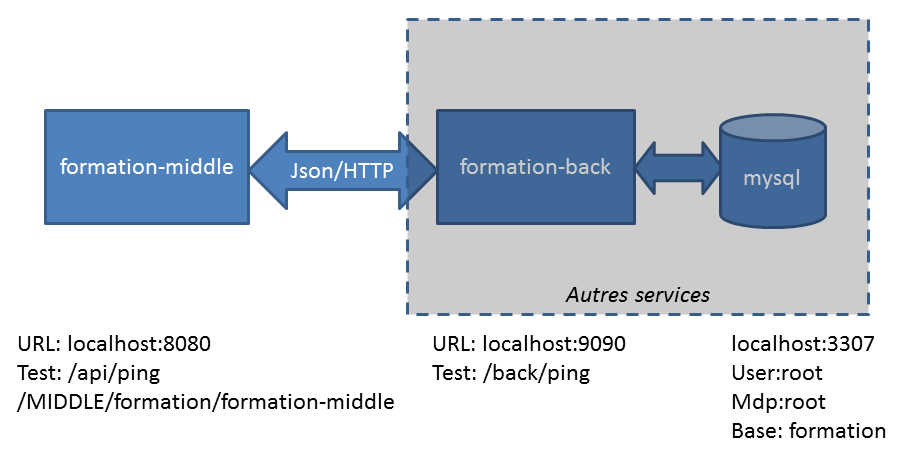 formation-middle
Json/HTTP
formation-back
mysql
Autres services
URL: localhost:8080
Test: /api/ping
/MIDDLE/formation/formation-middle
URL: localhost:9090
Test: /back/ping
localhost:3307
User:root
Mdp:root
Base: formation